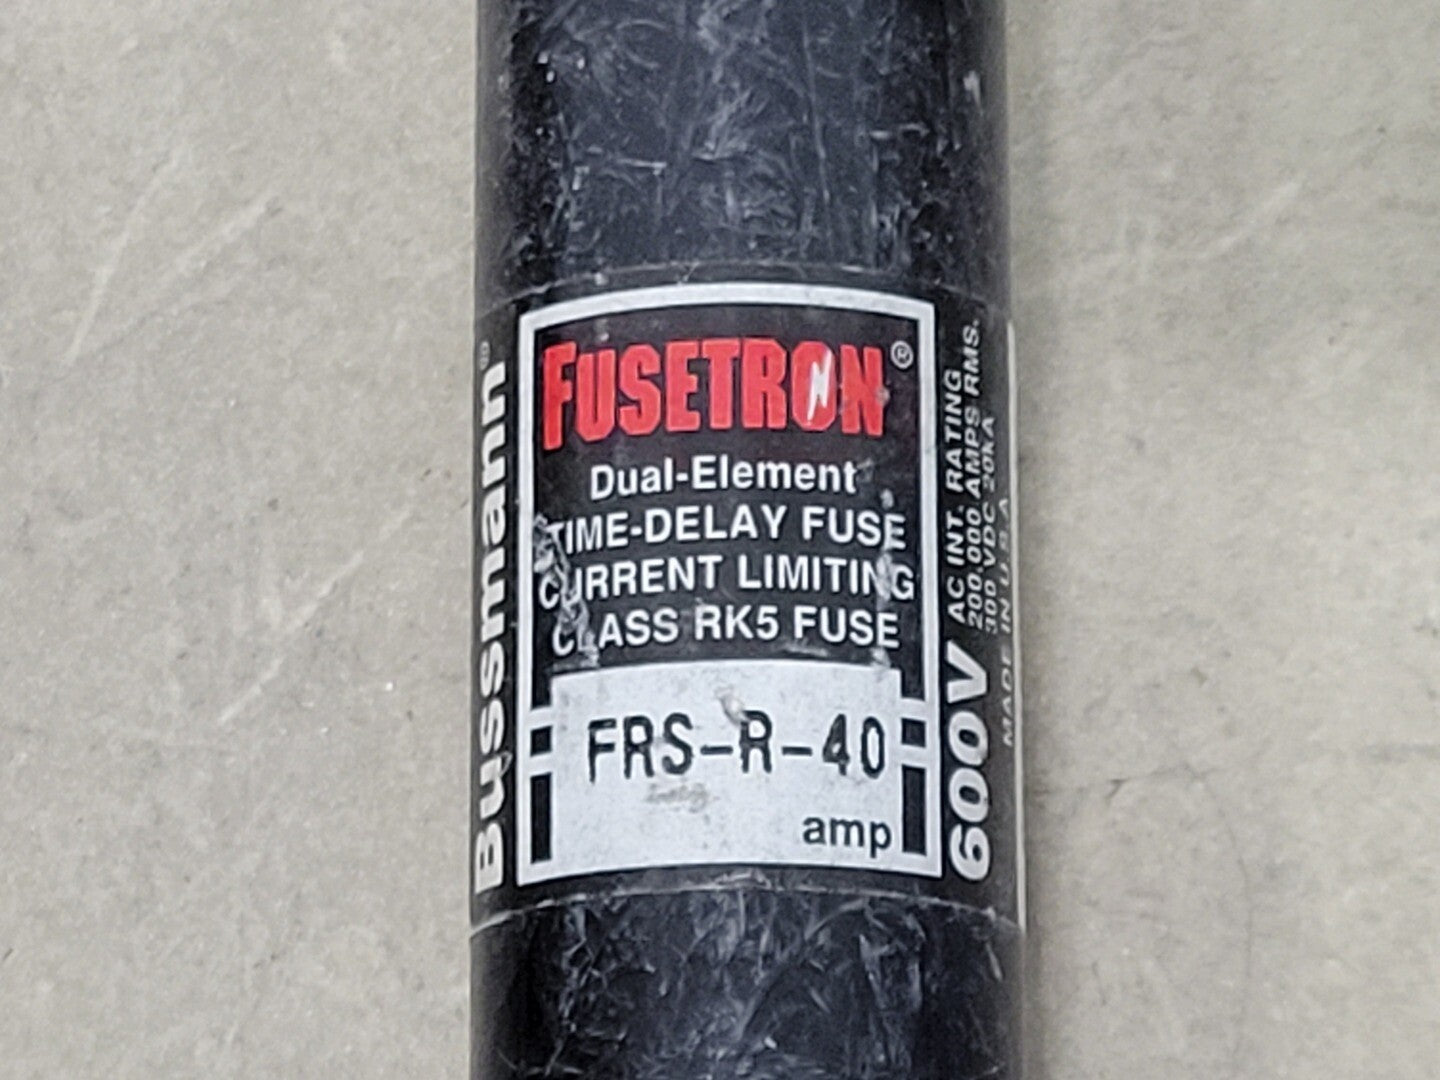 Bussmann®
FUSETRON®
Dual-Element
TIME-DELAY FUSE
CURRENT LIMITING
CLASS RK5 FUSE
FRS-R-40
amp
600V
AC INT. RATING
200,000 AMPS RMS.
300 VDC 20kA
MADE IN U.S.A